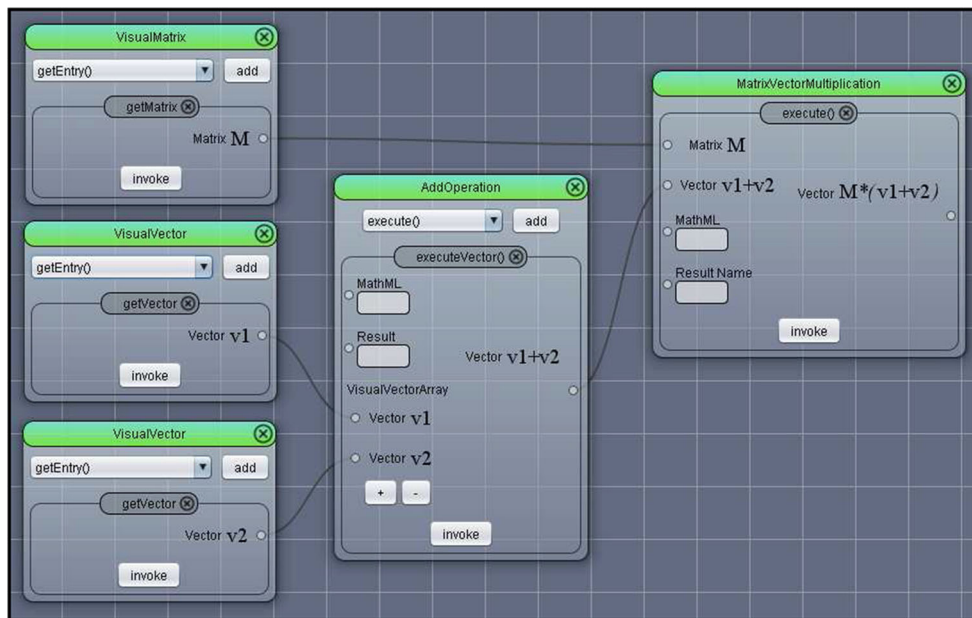 VisualMatrix
getEntry() add
getMatrix
Matrix M
invoke
VisualVector
getEntry() add
getVector
Vector v1
invoke
VisualVector
getEntry() add
getVector
Vector v2
invoke
AddOperation
execute() add
executeVector()
MathML
Result
Vector v1+v2
VisualVectorArray
Vector v1
Vector v2
+ -
invoke
MatrixVectorMultiplication
execute()
Matrix M
Vector v1+v2
Vector M*(v1+v2)
MathML
Result Name
invoke